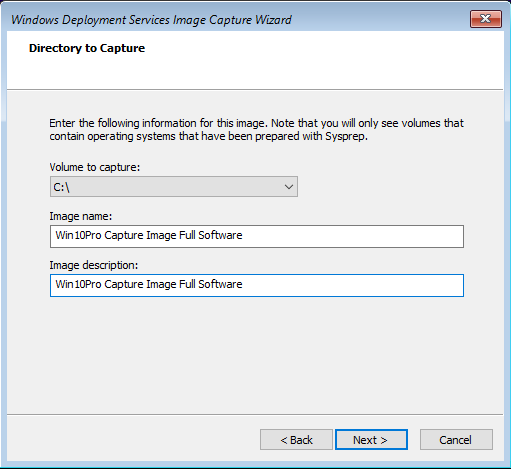 Windows Deployment Services Image Capture Wizard
Directory to Capture
Enter the following information for this image. Note that you will only see volumes that
contain operating systems that have been prepared with Sysprep.
Volume to capture:
C:\
Image name:
Win10Pro Capture Image Full Software
Image description:
Win10Pro Capture Image Full Software
< Back
Next >
Cancel